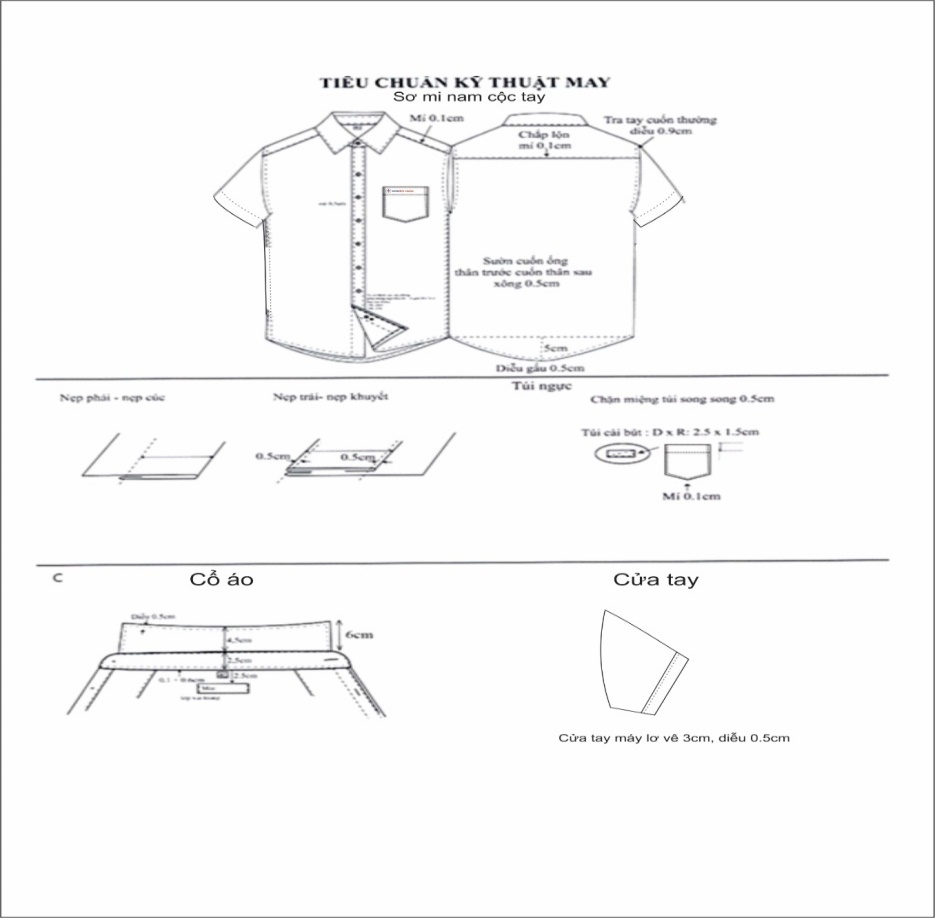 TIÊU CHUẨN KỸ THUẬT MAY
Sơ mi nam cộc tay
Mí 0.1cm
Tra tay cuốn thường
diễu 0.9cm
Chắp lộn
mí 0.1cm
Sườn cuốn ống
thân trước cuốn thân sau
xông 0.5cm
5cm
Diễu gấu 0.5cm
Túi ngực
Nẹp phải - nẹp cúc
Nẹp trái- nẹp khuyết
Chặn miệng túi song song 0.5cm
Túi cài bút : D x R: 2.5 x 1.5cm
0.5cm
0.5cm
Mí 0.1cm
C
Cổ áo
Cửa tay
Diễu 0.5cm
4.5cm
6cm
2.5cm
2.5cm
Cửa tay máy lơ vê 3cm, diễu 0.5cm